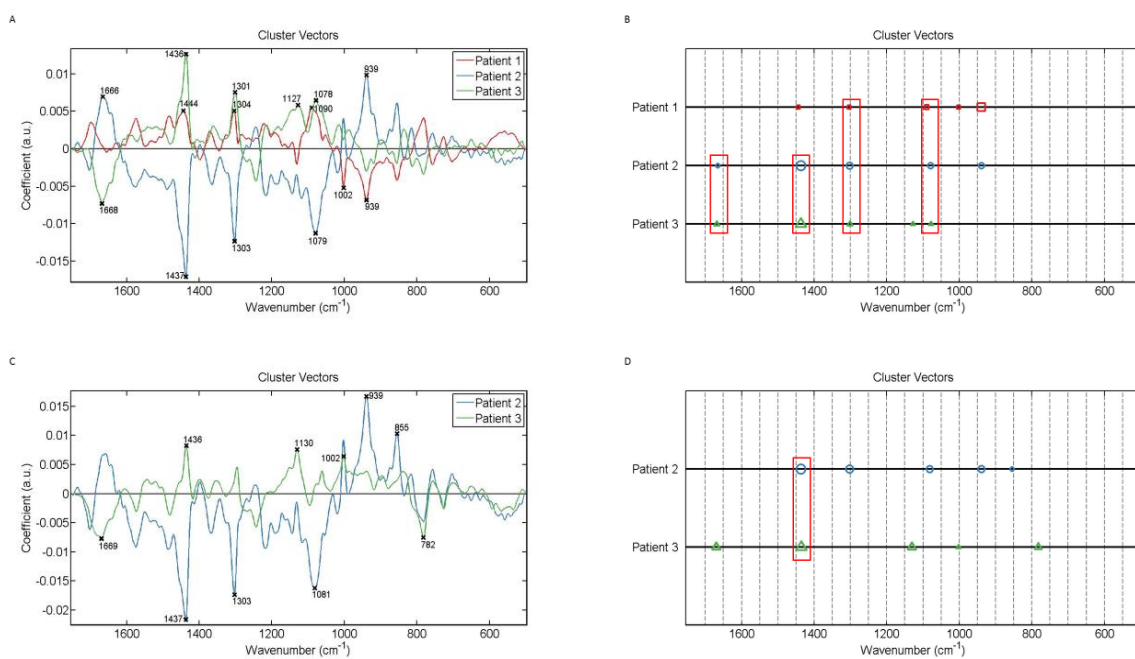 A
Cluster Vectors
Coefficient (a.u.)
0.01
0.005
0
-0.005
-0.01
-0.015
1666
1668
1436
1444
1437
1301
1304
1303
1127
1078
1090
1079
1002
939
939
Patient 1
Patient 2
Patient 3
1600
1400
1200
1000
800
600
Wavenumber (cm-1)
B
Cluster Vectors
Patient 1
Patient 2
Patient 3
1600
1400
1200
1000
800
600
Wavenumber (cm-1)
C
Cluster Vectors
Coefficient (a.u.)
0.015
0.01
0.005
0
-0.005
-0.01
-0.015
-0.02
1669
1436
1437
1303
1130
1081
1002
939
855
782
Patient 2
Patient 3
1600
1400
1200
1000
800
600
Wavenumber (cm-1)
D
Cluster Vectors
Patient 2
Patient 3
1600
1400
1200
1000
800
600
Wavenumber (cm-1)